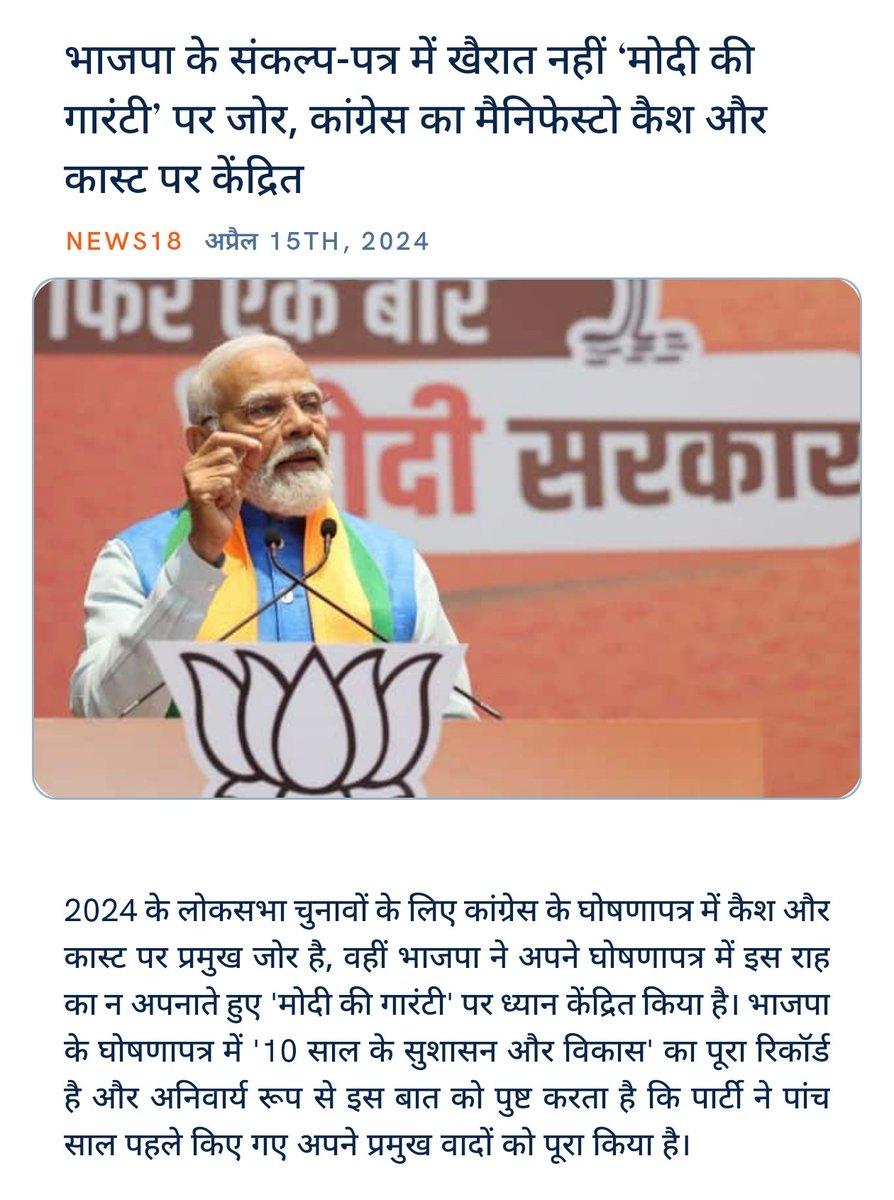 भाजपा के संकल्प-पत्र में खैरात नहीं ‘मोदी की
गारंटी’ पर जोर, कांग्रेस का मैनिफेस्टो कैश और
कास्ट पर केंद्रित
NEWS18 अप्रैल 15TH, 2024
फिर एक बार
मोदी सरकार
2024 के लोकसभा चुनावों के लिए कांग्रेस के घोषणापत्र में कैश और
कास्ट पर प्रमुख जोर है, वहीं भाजपा ने अपने घोषणापत्र में इस राह
का न अपनाते हुए 'मोदी की गारंटी' पर ध्यान केंद्रित किया है। भाजपा
के घोषणापत्र में '10 साल के सुशासन और विकास' का पूरा रिकॉर्ड
है और अनिवार्य रूप से इस बात को पुष्ट करता है कि पार्टी ने पांच
साल पहले किए गए अपने प्रमुख वादों को पूरा किया है।